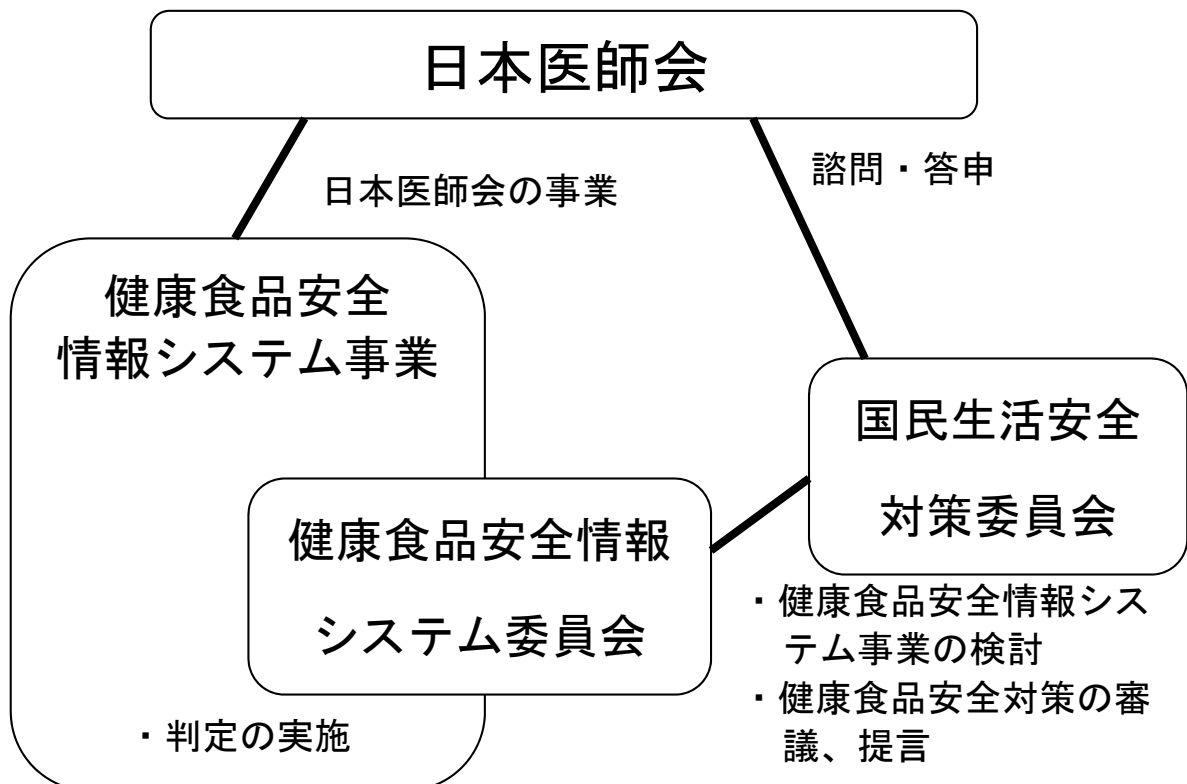 日本医師会
諮問・答申
日本医師会の事業
健康食品安全
情報システム事業
国民生活安全
対策委員会
健康食品安全情報
システム委員会
・健康食品安全情報シス
テム事業の検討
・健康食品安全対策の審
議、提言
・判定の実施